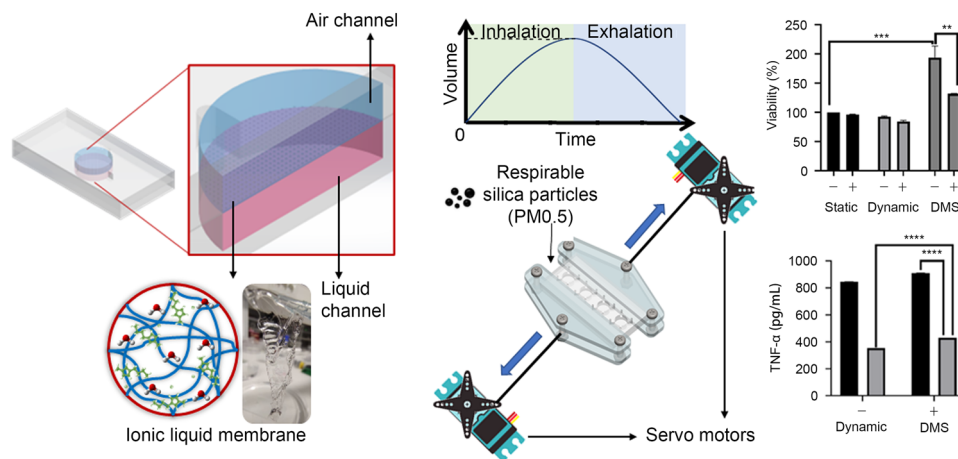 Air channel
Liquid
channel
Ionic liquid membrane
Inhalation
Exhalation
Volume
0
Time
Respirable
silica particles
(PM0.5)
Servo motors
Viability (%)
250
200
150
100
50
0
***
**
− + − + − +
Static Dynamic DMS
TNF-α (pg/mL)
1000
800
600
400
200
0
****
****
− +
Dynamic DMS